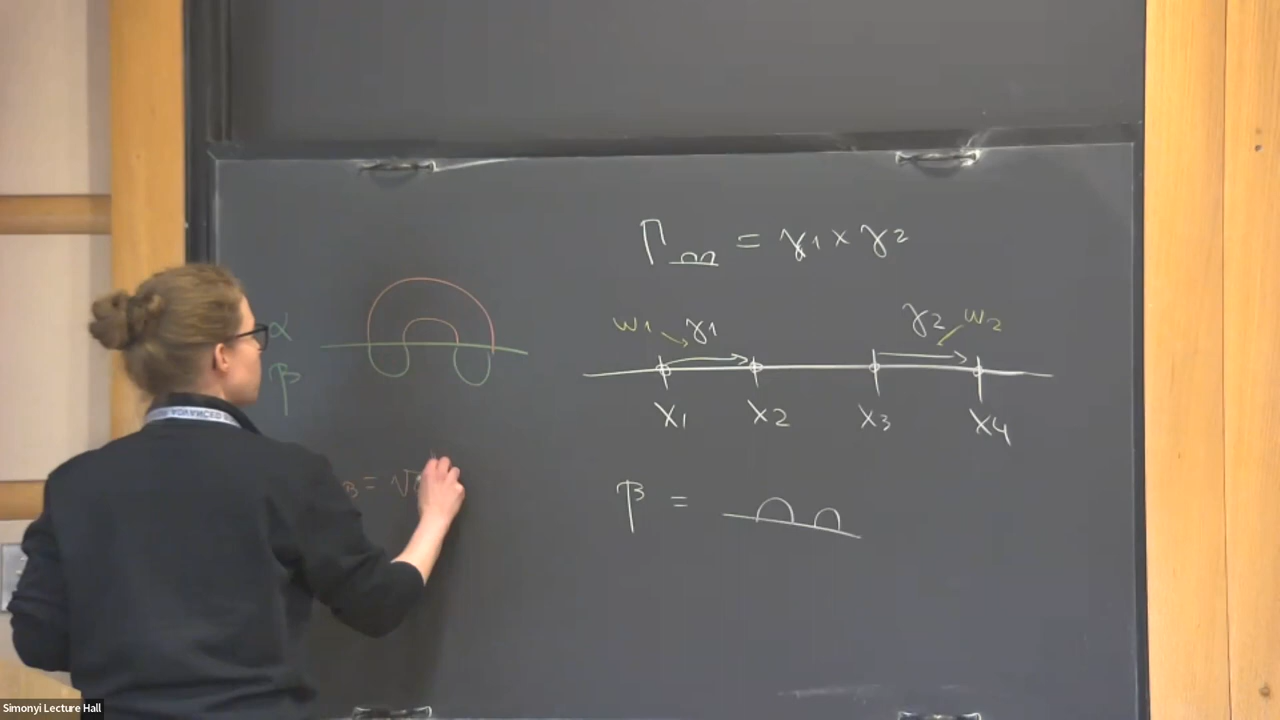 α
β
β = √
Γ = γ1 × γ2
w1 γ1 γ2 w2
x1 x2 x3 x4
β =
Simonyi Lecture Hall